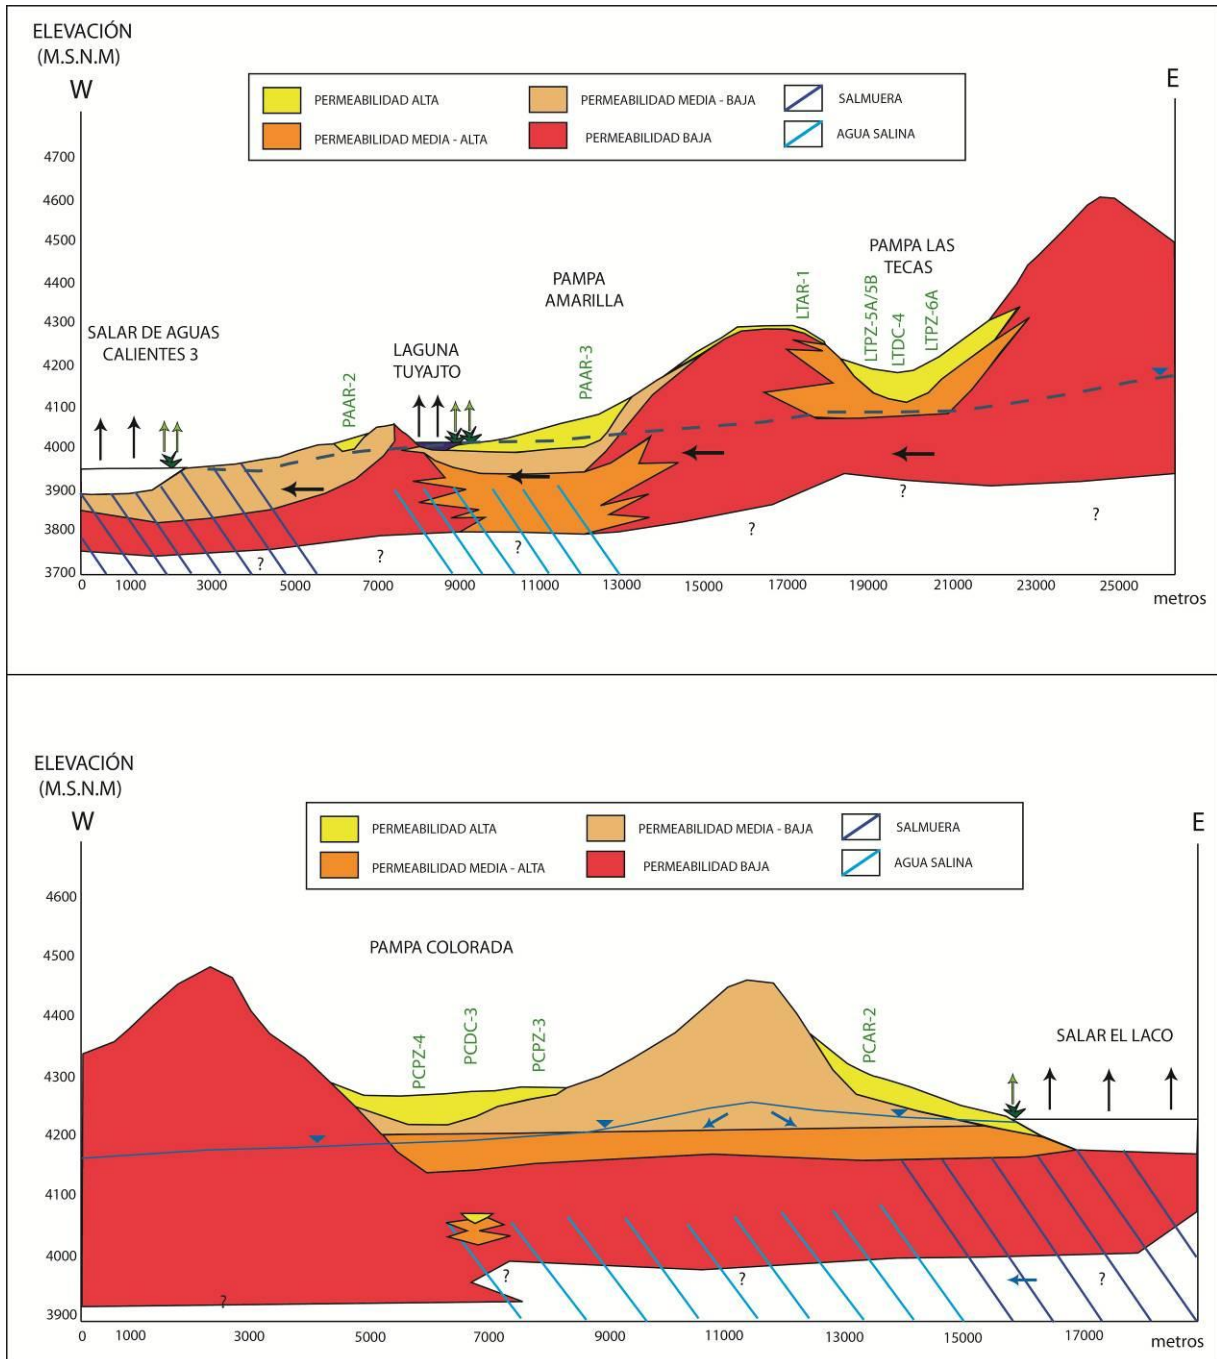 ELEVACIÓN
(M.S.N.M)
W
E
PERMEABILIDAD ALTA
PERMEABILIDAD MEDIA - BAJA
SALMUERA
PERMEABILIDAD MEDIA - ALTA
PERMEABILIDAD BAJA
AGUA SALINA
4700
4600
4500
4400
4300
4200
4100
4000
3900
3800
3700
SALAR DE AGUAS
CALIENTES 3
PAAR-2
LAGUNA
TUYAJTO
PAMPA
AMARILLA
PAAR-3
LTAR-1
PAMPA LAS
TECAS
LTPZ-5A/5B
LTDC-4
LTPZ-6A
? ? ? ? ? ?
0 1000 3000 5000 7000 9000 11000 13000 15000 17000 19000 21000 23000 25000
metros
ELEVACIÓN
(M.S.N.M)
W
E
PERMEABILIDAD ALTA
PERMEABILIDAD MEDIA - BAJA
SALMUERA
PERMEABILIDAD MEDIA - ALTA
PERMEABILIDAD BAJA
AGUA SALINA
4600
4500
4400
4300
4200
4100
4000
3900
PAMPA COLORADA
PCPZ-4
PCDC-3
PCPZ-3
PCAR-2
SALAR EL LACO
? ? ? ?
0 1000 3000 5000 7000 9000 11000 13000 15000 17000
metros